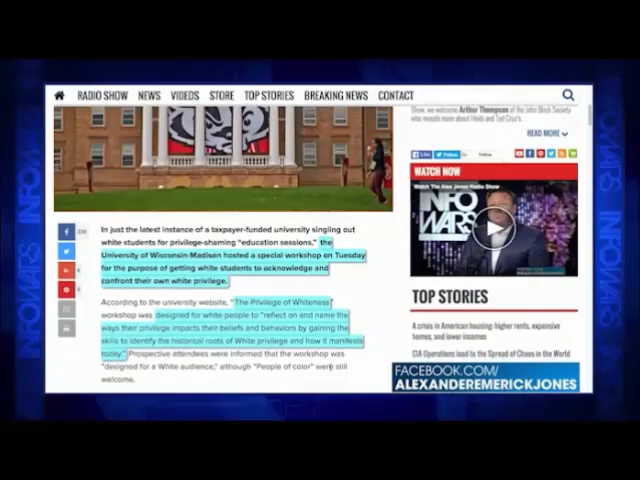 RADIO SHOW NEWS VIDEOS STORE TOP STORIES BREAKING NEWS CONTACT
Show, we welcome Arthur Thompson of the John Birch Society
who reveals more about Heidi and Ted Cruz's
READ MORE
Like Follow
WATCH NOW
Watch The Alex Jones Radio Show
INFO
WARS
In just the latest instance of a taxpayer-funded university singling out
white students for privilege-shaming “education sessions,” the
University of Wisconsin-Madison hosted a special workshop on Tuesday
for the purpose of getting white students to acknowledge and
confront their own white privilege.
According to the university website, “The Privilege of Whiteness”
workshop was designed for white people to “reflect on and name the
ways their privilege impacts their beliefs and behaviors by gaining the
skills to identify the historical roots of White privilege and how it manifests
today.” Prospective attendees were informed that the workshop was
“designed for a White audience,” although “People of color” were still
welcome.
TOP STORIES
A crisis in American housing: higher rents, expensive
homes, and lower incomes
CIA Operations Lead to the Spread of Chaos in the World
FACEBOOK.COM/
ALEXANDEREMERICKJONES
INFOWARS
INFOWARS